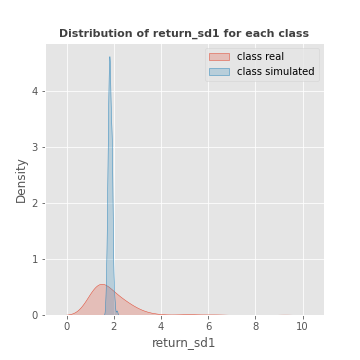 Distribution of return_sd1 for each class
class real
class simulated
4
3
2
1
0
Density
0 2 4 6 8 10
return_sd1